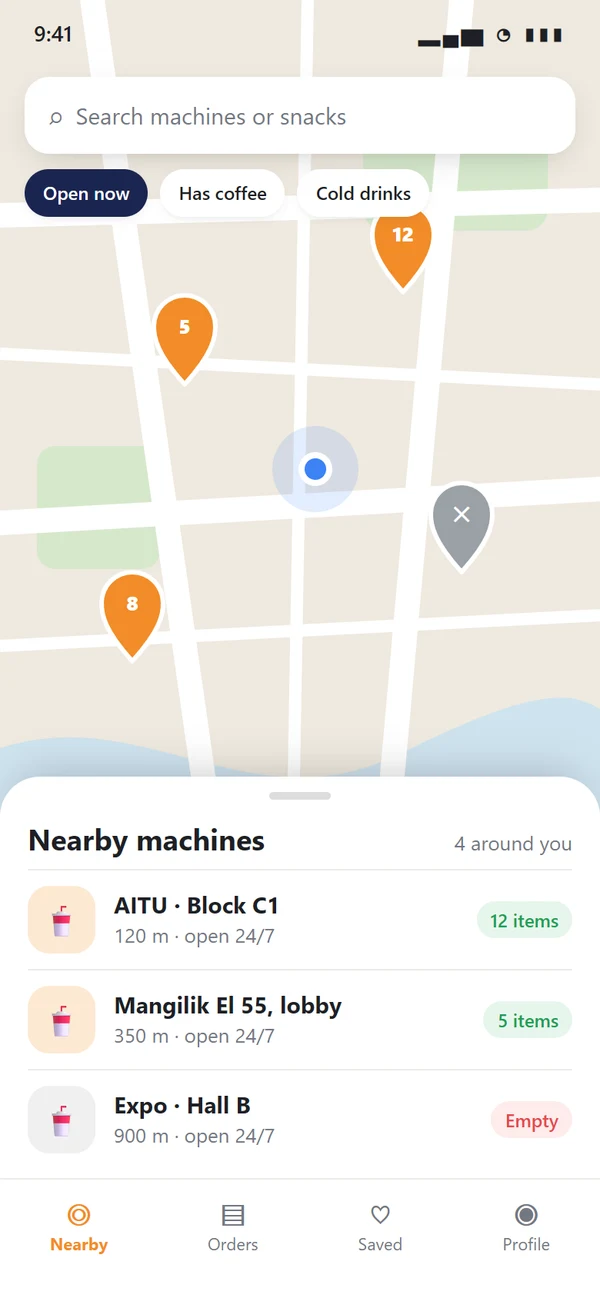 9:41
Search machines or snacks
Open now Has coffee Cold drinks
12
5
8
Nearby machines 4 around you
AITU · Block C1
120 m · open 24/7
12 items
Mangilik El 55, lobby
350 m · open 24/7
5 items
Expo · Hall B
900 m · open 24/7
Empty
Nearby Orders Saved Profile